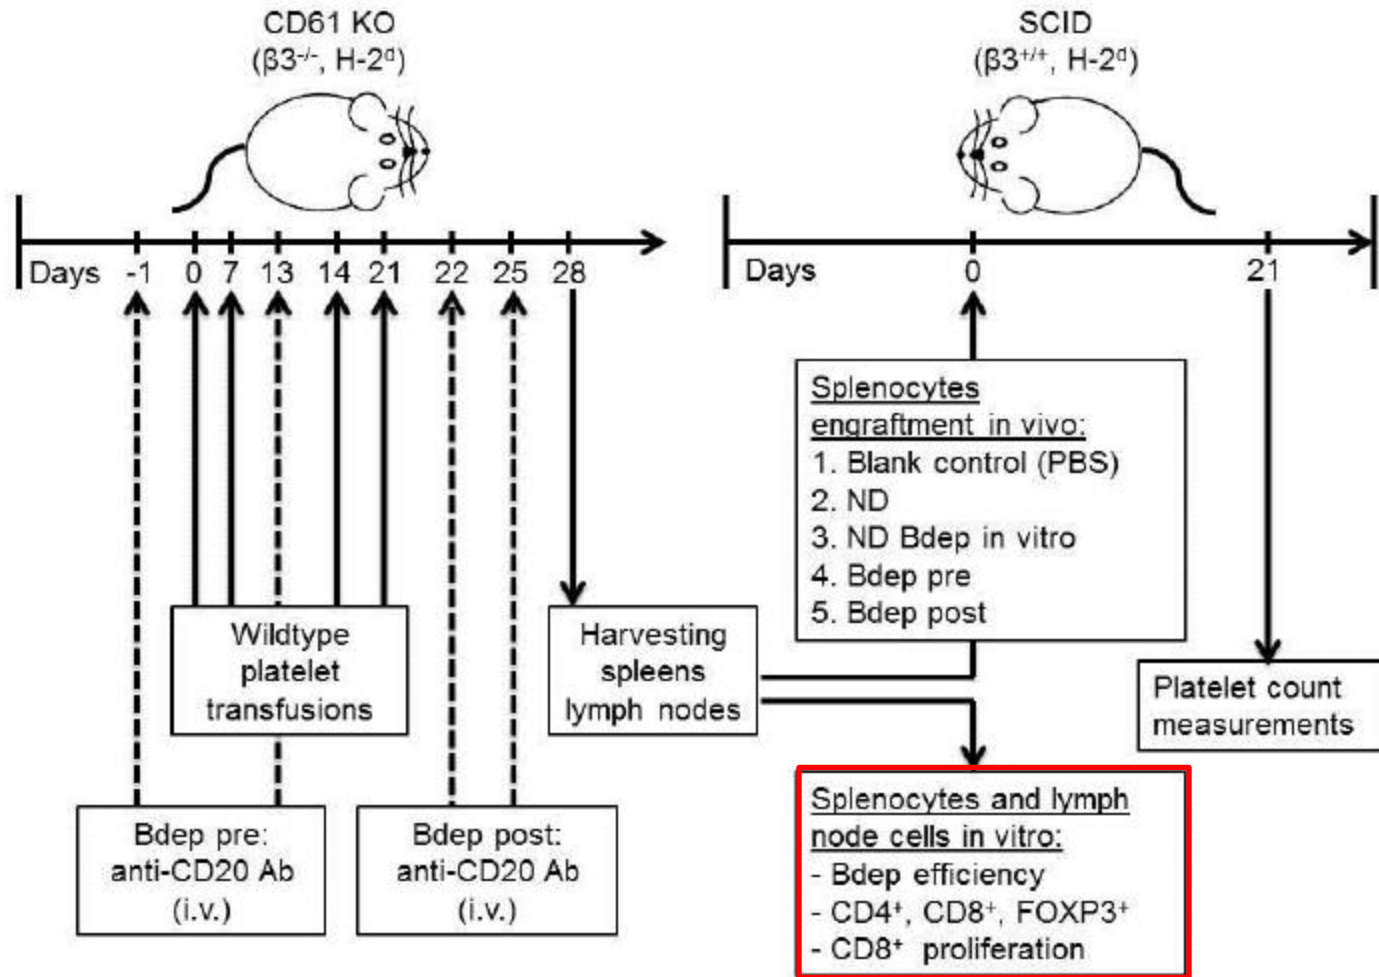 CD61 KO
(β3-/-, H-2d)
SCID
(β3+/+, H-2d)
Days -1 0 7 13 14 21 22 25 28
Days 0 21
Splenocytes
engraftment in vivo:
1. Blank control (PBS)
2. ND
3. ND Bdep in vitro
4. Bdep pre
5. Bdep post
Wildtype
platelet
transfusions
Harvesting
spleens
lymph nodes
Platelet count
measurements
Bdep pre:
anti-CD20 Ab
(i.v.)
Bdep post:
anti-CD20 Ab
(i.v.)
Splenocytes and lymph
node cells in vitro:
- Bdep efficiency
- CD4+, CD8+, FOXP3+
- CD8+ proliferation